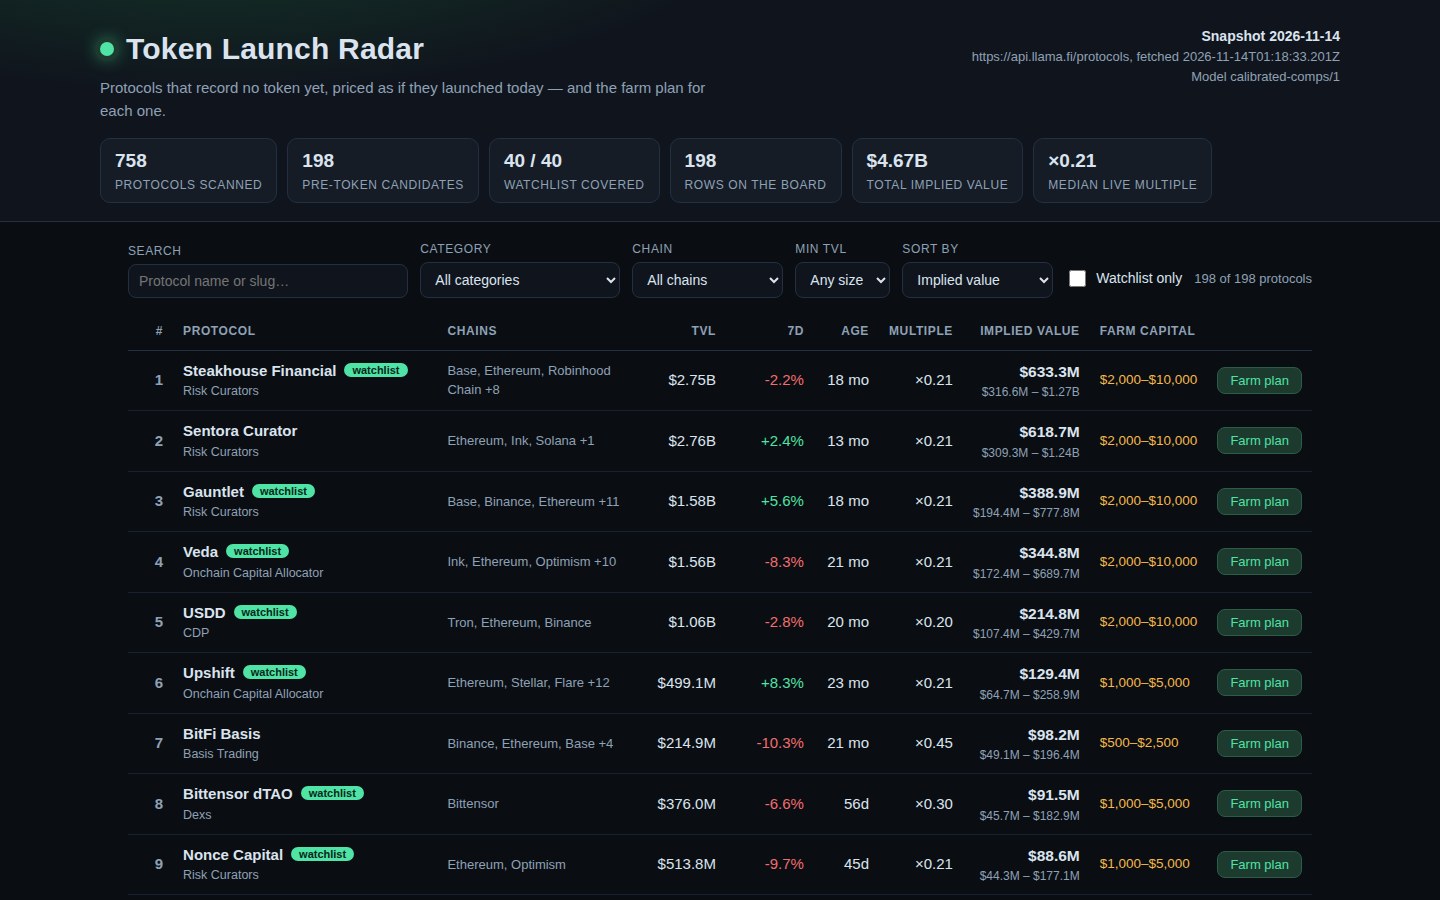 Token Launch Radar
Snapshot 2026-11-14
https://api.llama.fi/protocols, fetched 2026-11-14T01:18:33.201Z
Model calibrated-comps/1
Protocols that record no token yet, priced as if they launched today — and the farm plan for
each one.
758 198 40 / 40 198 $4.67B ×0.21
PROTOCOLS SCANNED PRE-TOKEN CANDIDATES WATCHLIST COVERED ROWS ON THE BOARD TOTAL IMPLIED VALUE MEDIAN LIVE MULTIPLE
SEARCH CATEGORY CHAIN MIN TVL SORT BY
Protocol name or slug… All categories All chains Any size Implied value Watchlist only 198 of 198 protocols
# PROTOCOL CHAINS TVL 7D AGE MULTIPLE IMPLIED VALUE FARM CAPITAL
1 Steakhouse Financial watchlist Base, Ethereum, Robinhood $2.75B -2.2% 18 mo ×0.21 $633.3M $2,000–$10,000 Farm plan
Risk Curators Chain +8 $316.6M – $1.27B
2 Sentora Curator Ethereum, Ink, Solana +1 $2.76B +2.4% 13 mo ×0.21 $618.7M $2,000–$10,000 Farm plan
Risk Curators $309.3M – $1.24B
3 Gauntlet watchlist Base, Binance, Ethereum +11 $1.58B +5.6% 18 mo ×0.21 $388.9M $2,000–$10,000 Farm plan
Risk Curators $194.4M – $777.8M
4 Veda watchlist Ink, Ethereum, Optimism +10 $1.56B -8.3% 21 mo ×0.21 $344.8M $2,000–$10,000 Farm plan
Onchain Capital Allocator $172.4M – $689.7M
5 USDD watchlist Tron, Ethereum, Binance $1.06B -2.8% 20 mo ×0.20 $214.8M $2,000–$10,000 Farm plan
CDP $107.4M – $429.7M
6 Upshift watchlist Ethereum, Stellar, Flare +12 $499.1M +8.3% 23 mo ×0.21 $129.4M $1,000–$5,000 Farm plan
Onchain Capital Allocator $64.7M – $258.9M
7 BitFi Basis Binance, Ethereum, Base +4 $214.9M -10.3% 21 mo ×0.45 $98.2M $500–$2,500 Farm plan
Basis Trading $49.1M – $196.4M
8 Bittensor dTAO watchlist Bittensor $376.0M -6.6% 56d ×0.30 $91.5M $1,000–$5,000 Farm plan
Dexs $45.7M – $182.9M
9 Nonce Capital watchlist Ethereum, Optimism $513.8M -9.7% 45d ×0.21 $88.6M $1,000–$5,000 Farm plan
Risk Curators $44.3M – $177.1M